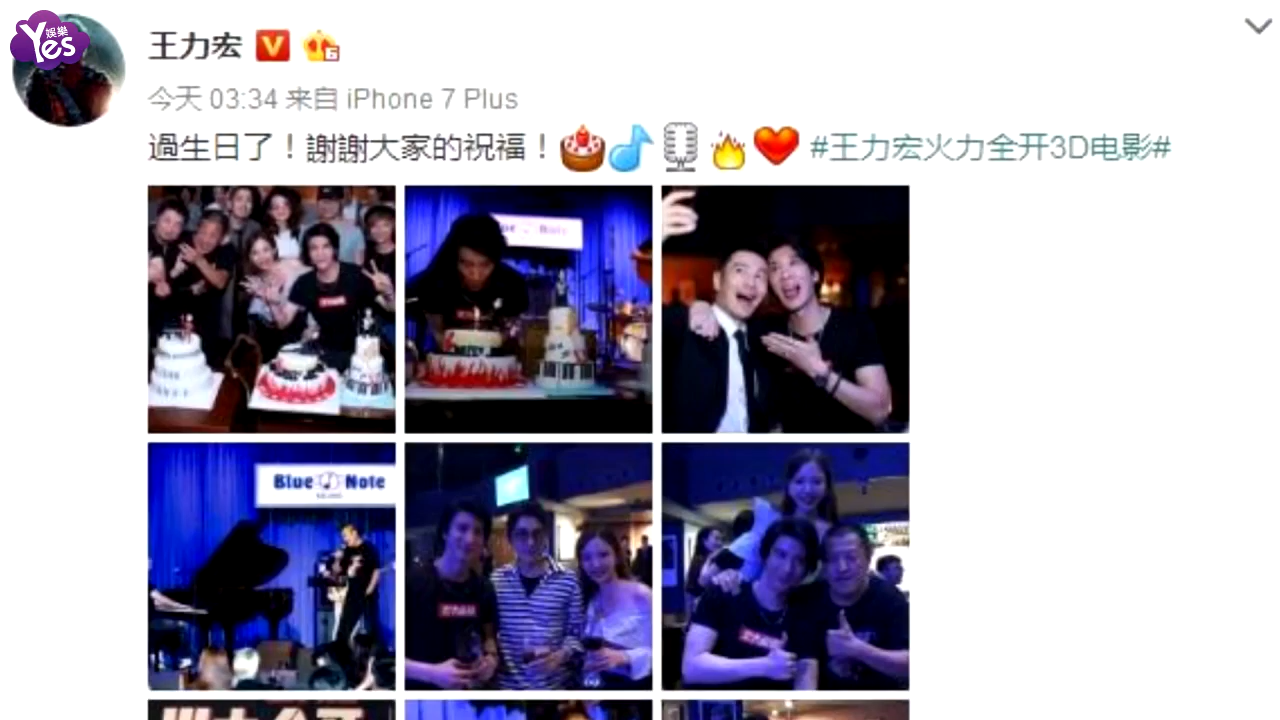 Yes 娛樂
王力宏 V 6
今天 03:34 来自 iPhone 7 Plus
過生日了！謝謝大家的祝福！ #王力宏火力全开3D电影#
Note
Blue Note